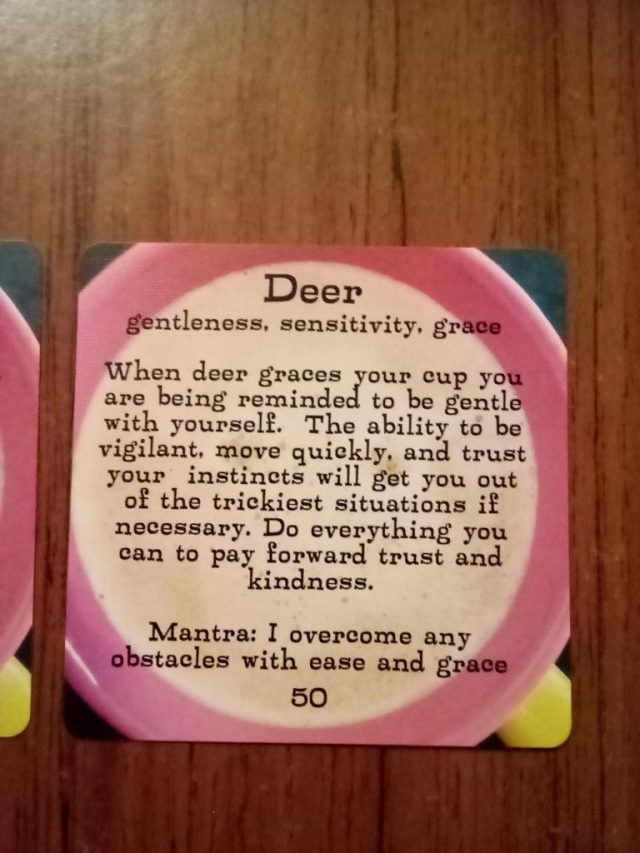 Deer
gentleness, sensitivity, grace
When deer graces your cup you
are being reminded to be gentle
with yourself. The ability to be
vigilant, move quickly, and trust
your instincts will get you out
of the trickiest situations if
necessary. Do everything you
can to pay forward trust and
kindness.
Mantra: I overcome any
obstacles with ease and grace
50